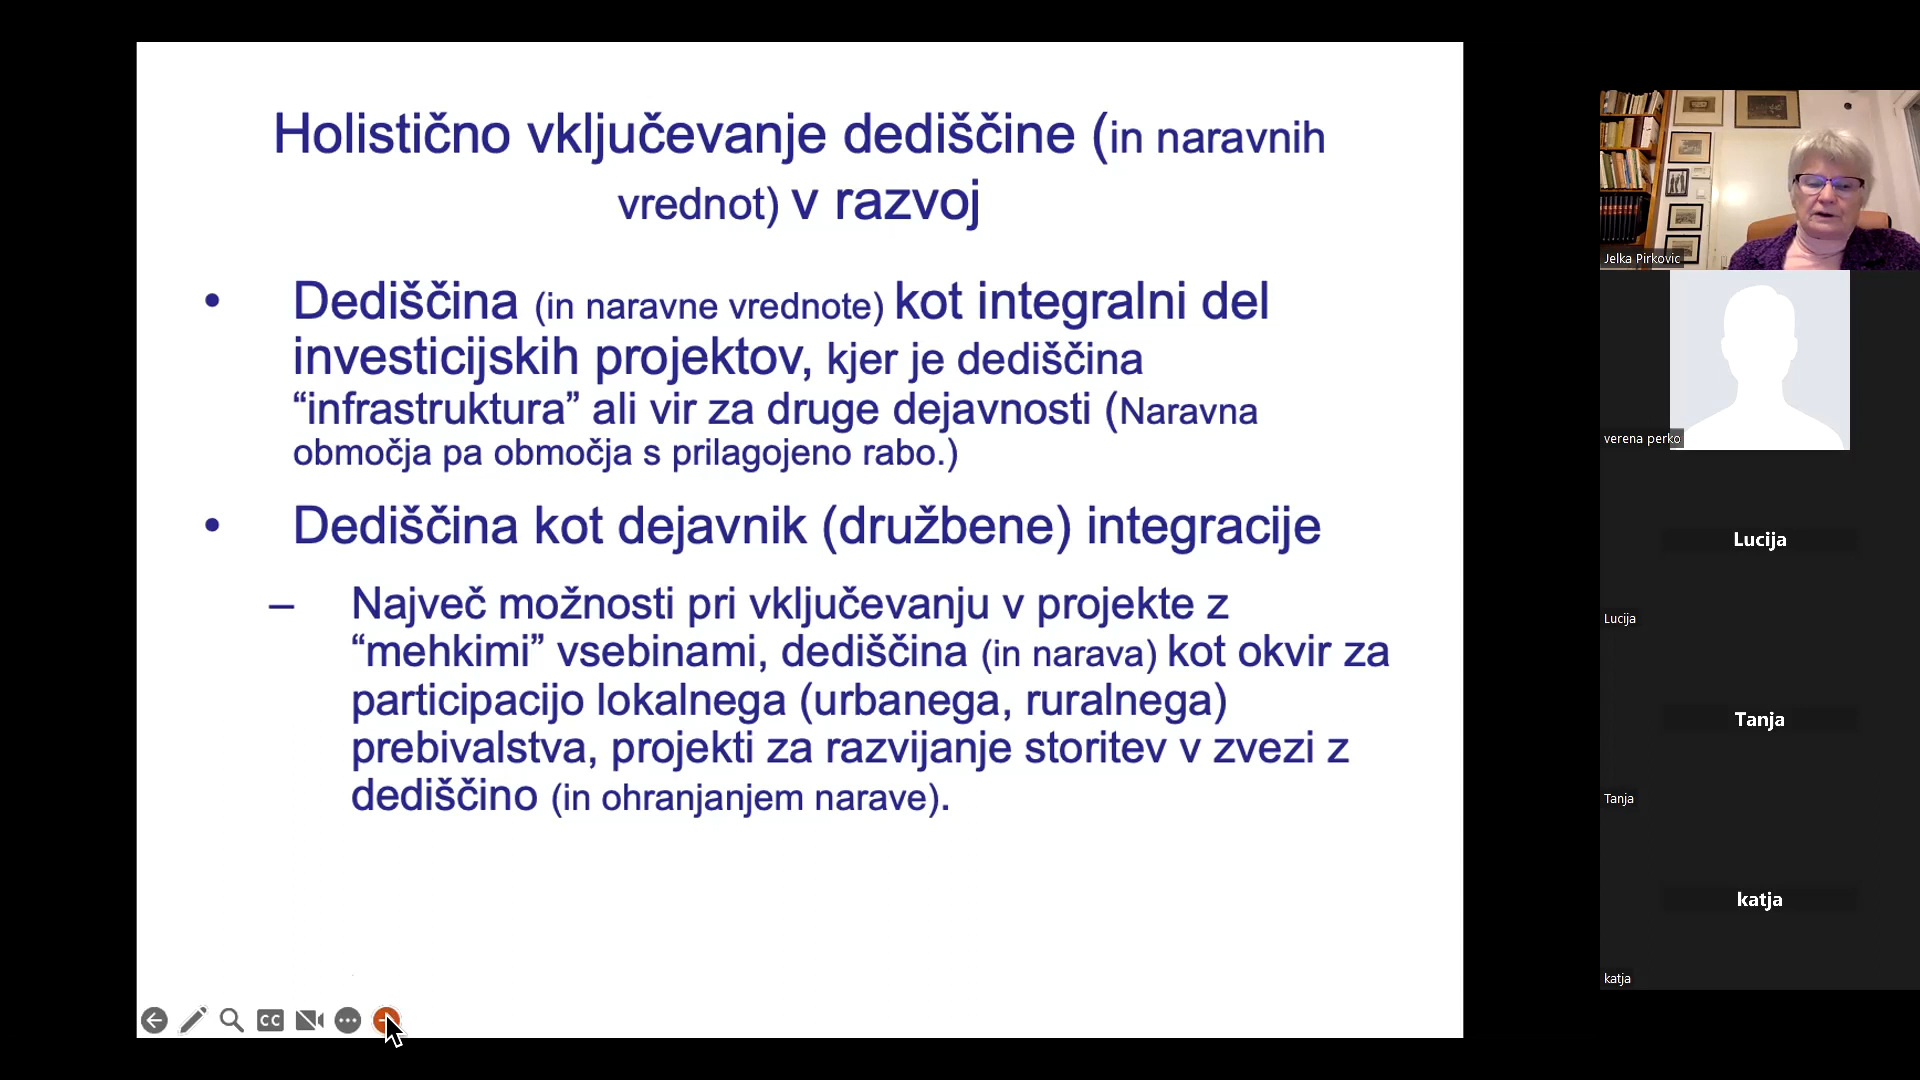 Holistično vključevanje dediščine (in naravnih
vrednot) v razvoj
• Dediščina (in naravne vrednote) kot integralni del
investicijskih projektov, kjer je dediščina
“infrastruktura” ali vir za druge dejavnosti (Naravna
območja pa območja s prilagojeno rabo.)
• Dediščina kot dejavnik (družbene) integracije
– Največ možnosti pri vključevanju v projekte z
“mehkimi” vsebinami, dediščina (in narava) kot okvir za
participacijo lokalnega (urbanega, ruralnega)
prebivalstva, projekti za razvijanje storitev v zvezi z
dediščino (in ohranjanjem narave).
CC
Jelka Pirkovic
verena perko
Lucija
Lucija
Tanja
Tanja
katja
katja